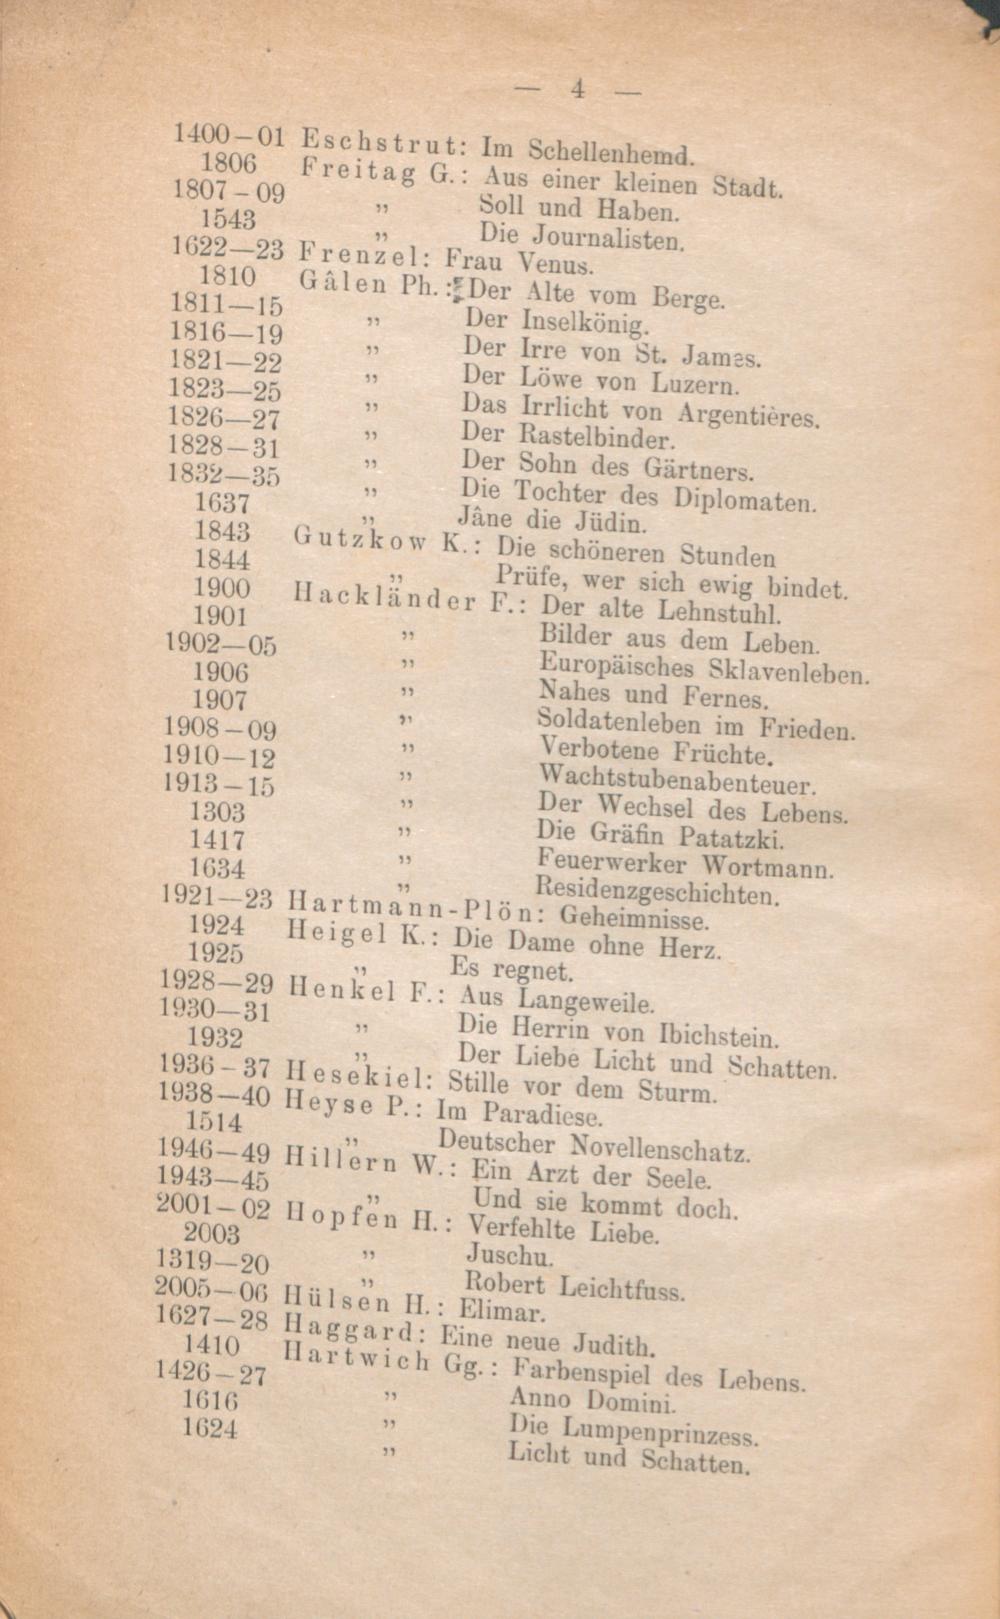 — 4 —
1400–01 Eschstrut: Im Schellenhemd.
1806 Freitag G.: Aus einer kleinen Stadt.
1807–09 „ Soll und Haben.
1543 „ Die Journalisten.
1622—23 Frenzel: Frau Venus.
1810 Gâlen Ph.: Der Alte vom Berge.
1811—15 „ Der Inselkönig.
1816—19 „ Der Irre von St. James.
1821—22 „ Der Löwe von Luzern.
1823—25 „ Das Irrlicht von Argentières.
1826—27 „ Der Rastelbinder.
1828—31 „ Der Sohn des Gärtners.
1832—35 „ Die Tochter des Diplomaten.
1637 „ Jâne die Jüdin.
1843 Gutzkow K.: Die schöneren Stunden
1844 „ Prüfe, wer sich ewig bindet.
1900 Hackländer F.: Der alte Lehnstuhl.
1901 „ Bilder aus dem Leben.
1902—05 „ Europäisches Sklavenleben.
1906 „ Nahes und Fernes.
1907 „ Soldatenleben im Frieden.
1908–09 „ Verbotene Früchte.
1910—12 „ Wachtstubenabenteuer.
1913–15 „ Der Wechsel des Lebens.
1303 „ Die Gräfin Patatzki.
1417 „ Feuerwerker Wortmann.
1634 „ Residenzgeschichten.
1921—23 Hartmann-Plön: Geheimnisse.
1924 Heigel K.: Die Dame ohne Herz.
1925 „ Es regnet.
1928—29 Henkel F.: Aus Langeweile.
1930—31 „ Die Herrin von Ibichstein.
1932 „ Der Liebe Licht und Schatten.
1936–37 Hesekiel: Stille vor dem Sturm.
1938—40 Heyse P.: Im Paradiese.
1514 „ Deutscher Novellenschatz.
1946—49 Hillern W.: Ein Arzt der Seele.
1943—45 „ Und sie kommt doch.
2001–02 Hopfen H.: Verfehlte Liebe.
2003 „ Juschu.
1319—20 „ Robert Leichtfuss.
2005–06 Hülsen H.: Elimar.
1627—28 Haggard: Eine neue Judith.
1410 Hartwich Gg.: Farbenspiel des Lebens.
1426–27 „ Anno Domini.
1616 „ Die Lumpenprinzess.
1624 „ Licht und Schatten.